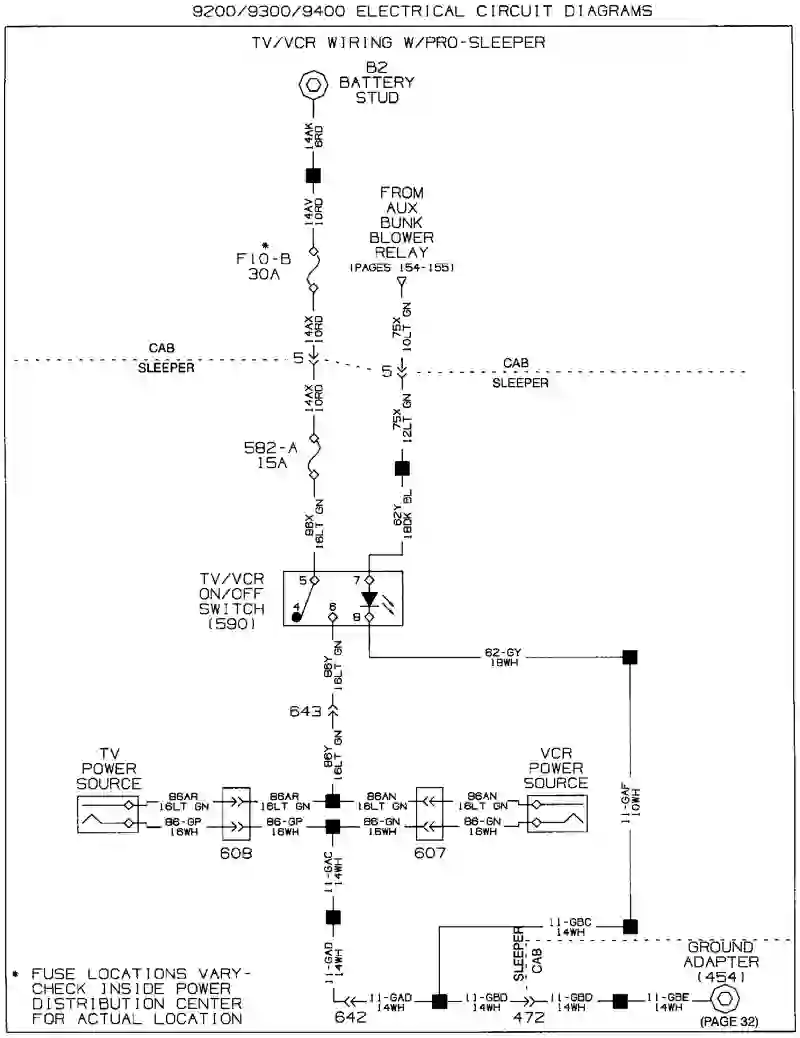 9200/9300/9400 ELECTRICAL CIRCUIT DIAGRAMS
TV/VCR WIRING W/PRO-SLEEPER
B2
BATTERY
STUD
14AK
6RD
14AV
10RD
FROM
AUX
BUNK
BLOWER
RELAY
(PAGES 154-155)
*
F10-B
30A
14AX
10RD
75X
10LT GN
CAB
SLEEPER
5
5
CAB
SLEEPER
14AX
10RD
75X
12LT GN
582-A
15A
86X
16LT GN
62Y
18DK BL
TV/VCR
ON/OFF
SWITCH
(590)
5
7
4
6
8
86Y
16LT GN
62-GY
18WH
643
86Y
16LT GN
TV
POWER
SOURCE
VCR
POWER
SOURCE
86AR
16LT GN
86AR
16LT GN
86AN
16LT GN
86AN
16LT GN
86-GP
16WH
86-GP
16WH
86-GN
16WH
86-GN
16WH
11-GAF
10WH
608
607
11-GAC
14WH
11-GAD
14WH
11-GBC
14WH
SLEEPER
CAB
GROUND
ADAPTER
(454)
* FUSE LOCATIONS VARY-
CHECK INSIDE POWER
DISTRIBUTION CENTER
FOR ACTUAL LOCATION
11-GAD
14WH
11-GBD
14WH
11-GBD
14WH
11-GBE
14WH
642
472
(PAGE 32)